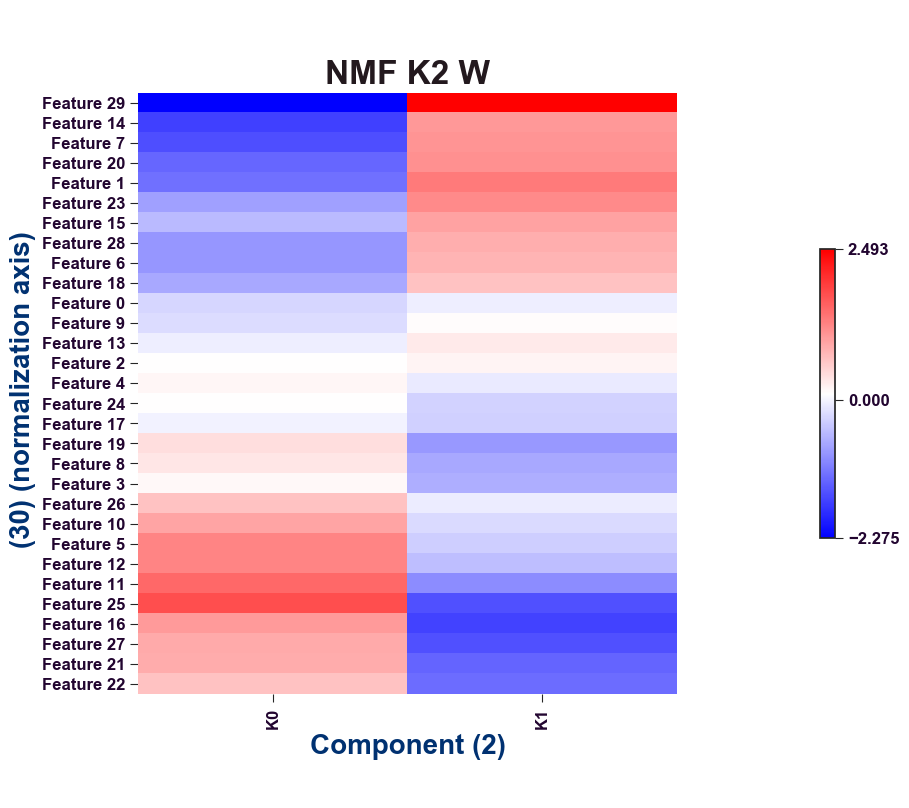 NMF K2 W
(30) (normalization axis)
Feature 29
Feature 14
Feature 7
Feature 20
Feature 1
Feature 23
Feature 15
Feature 28
Feature 6
Feature 18
Feature 0
Feature 9
Feature 13
Feature 2
Feature 4
Feature 24
Feature 17
Feature 19
Feature 8
Feature 3
Feature 26
Feature 10
Feature 5
Feature 12
Feature 11
Feature 25
Feature 16
Feature 27
Feature 21
Feature 22
K0
K1
Component (2)
2.493
0.000
−2.275